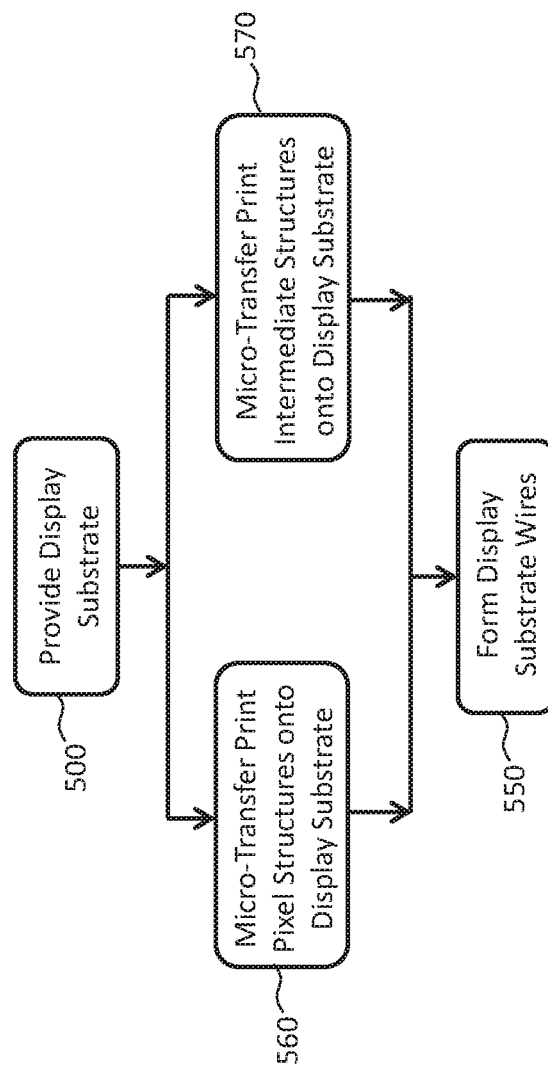 Provide Display
Substrate
500
Micro-Transfer Print
Pixel Structures onto
Display Substrate
560
Micro-Transfer Print
Intermediate Structures
onto Display Substrate
570
Form Display
Substrate Wires
550